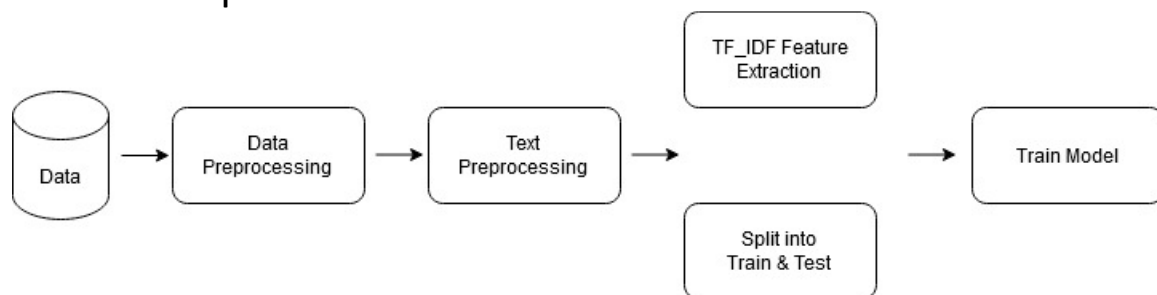 TF_IDF Feature
Extraction
Data
Data
Preprocessing
Text
Preprocessing
Train Model
Split into
Train & Test